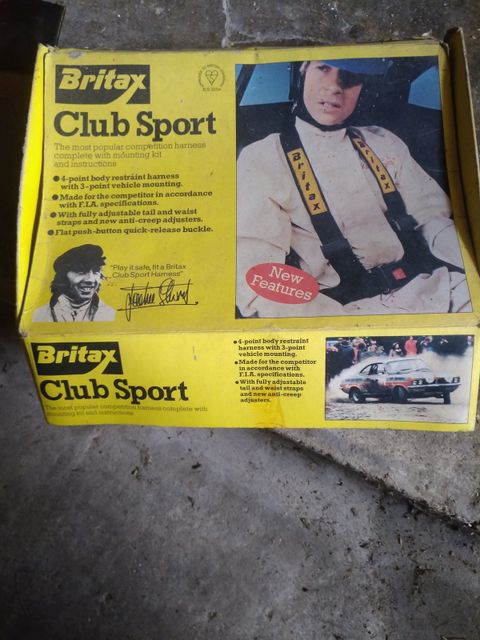 Britax
Club Sport
The most popular competition harness
complete with mounting kit
and instructions
• 4-point body restraint harness
with 3-point vehicle mounting.
• Made for the competitor in accordance
with F.I.A. specifications.
• With fully adjustable tail and waist
straps and new anti-creep adjusters.
• Flat push-button quick-release buckle.
"Play it safe, fit a Britax
Club Sport Harness"
Jackie Stewart
BRITAX
BRITAX
New
Features
Britax
Club Sport
The most popular competition harness complete with
mounting kit and instructions
• 4-point body restraint
harness with 3-point
vehicle mounting.
• Made for the competitor
in accordance with
F.I.A. specifications.
• With fully adjustable
tail and waist straps
and new anti-creep
adjusters.